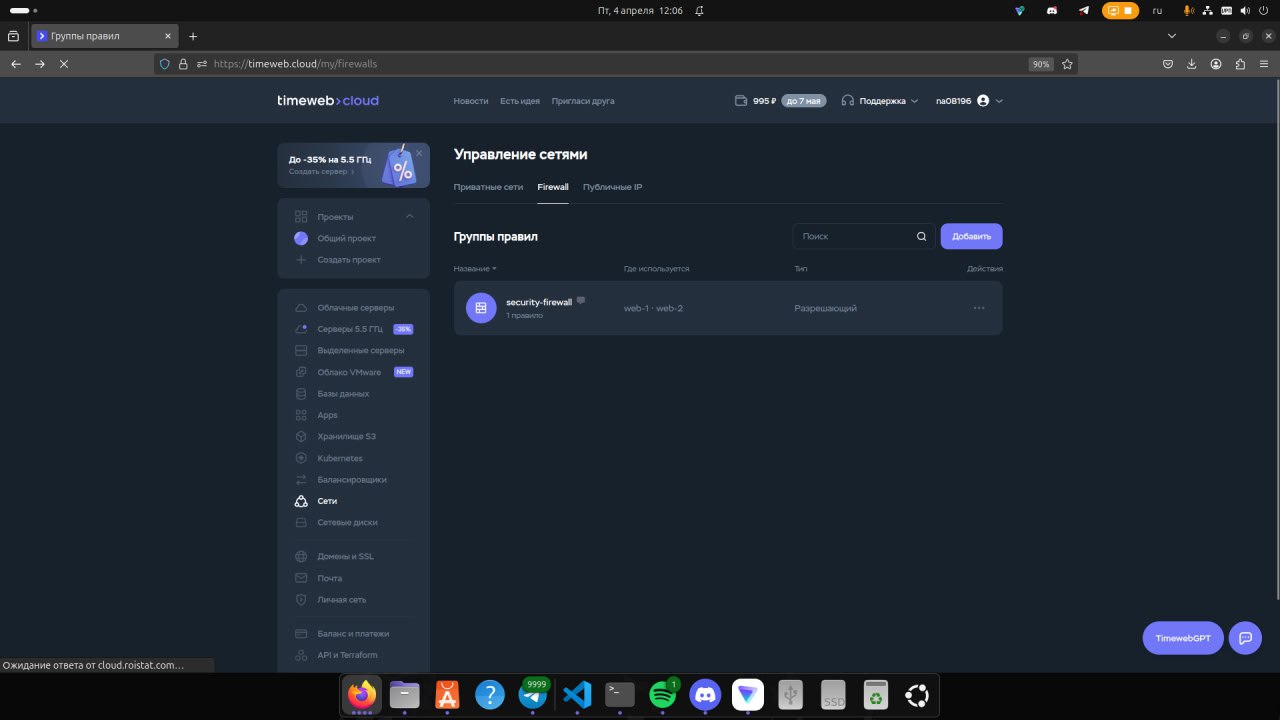 Пт, 4 апреля 12:06
ru
Группы правил
https://timeweb.cloud/my/firewalls
90%
timeweb>cloud
Новости
Есть идея
Пригласи друга
995 ₽
до 7 мая
Поддержка
na08196
До -35% на 5.5 ГГц
Создать сервер ›
Проекты
Общий проект
Создать проект
Облачные серверы
Серверы 5.5 ГГц
-35%
Выделенные серверы
Облако VMware
NEW
Базы данных
Apps
Хранилище S3
Kubernetes
Балансировщики
Сети
Сетевые диски
Домены и SSL
Почта
Личная сеть
Баланс и платежи
API и Terraform
Управление сетями
Приватные сети
Firewall
Публичные IP
Группы правил
Поиск
Добавить
Название
Где используется
Тип
Действия
security-firewall
1 правило
web-1 · web-2
Разрешающий
TimewebGPT
Ожидание ответа от cloud.roistat.com…
9999
1
SSD